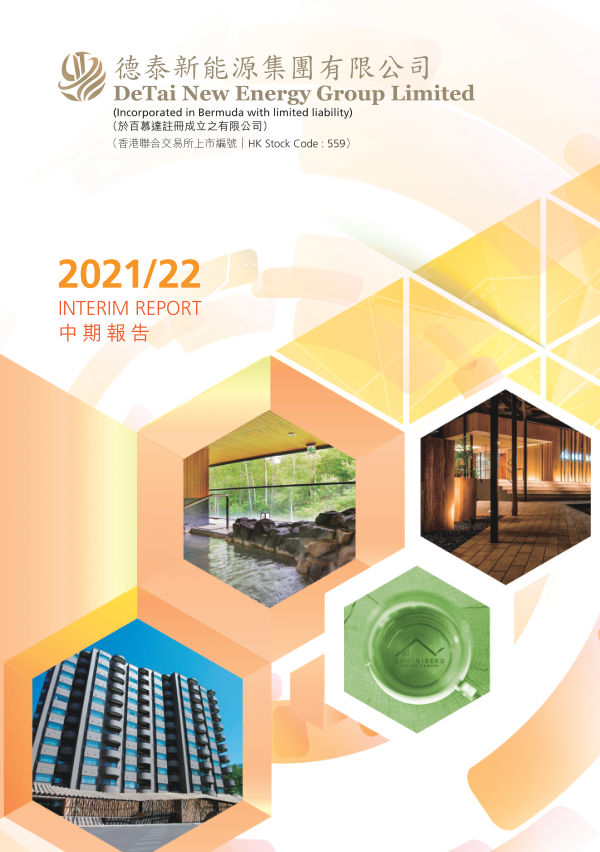 德泰新能源集團有限公司
DeTai New Energy Group Limited
(Incorporated in Bermuda with limited liability)
(於百慕達註冊成立之有限公司)
(香港聯合交易所上市編號｜HK Stock Code : 559)
2021/22
INTERIM REPORT
中期報告
ONE NISEKO